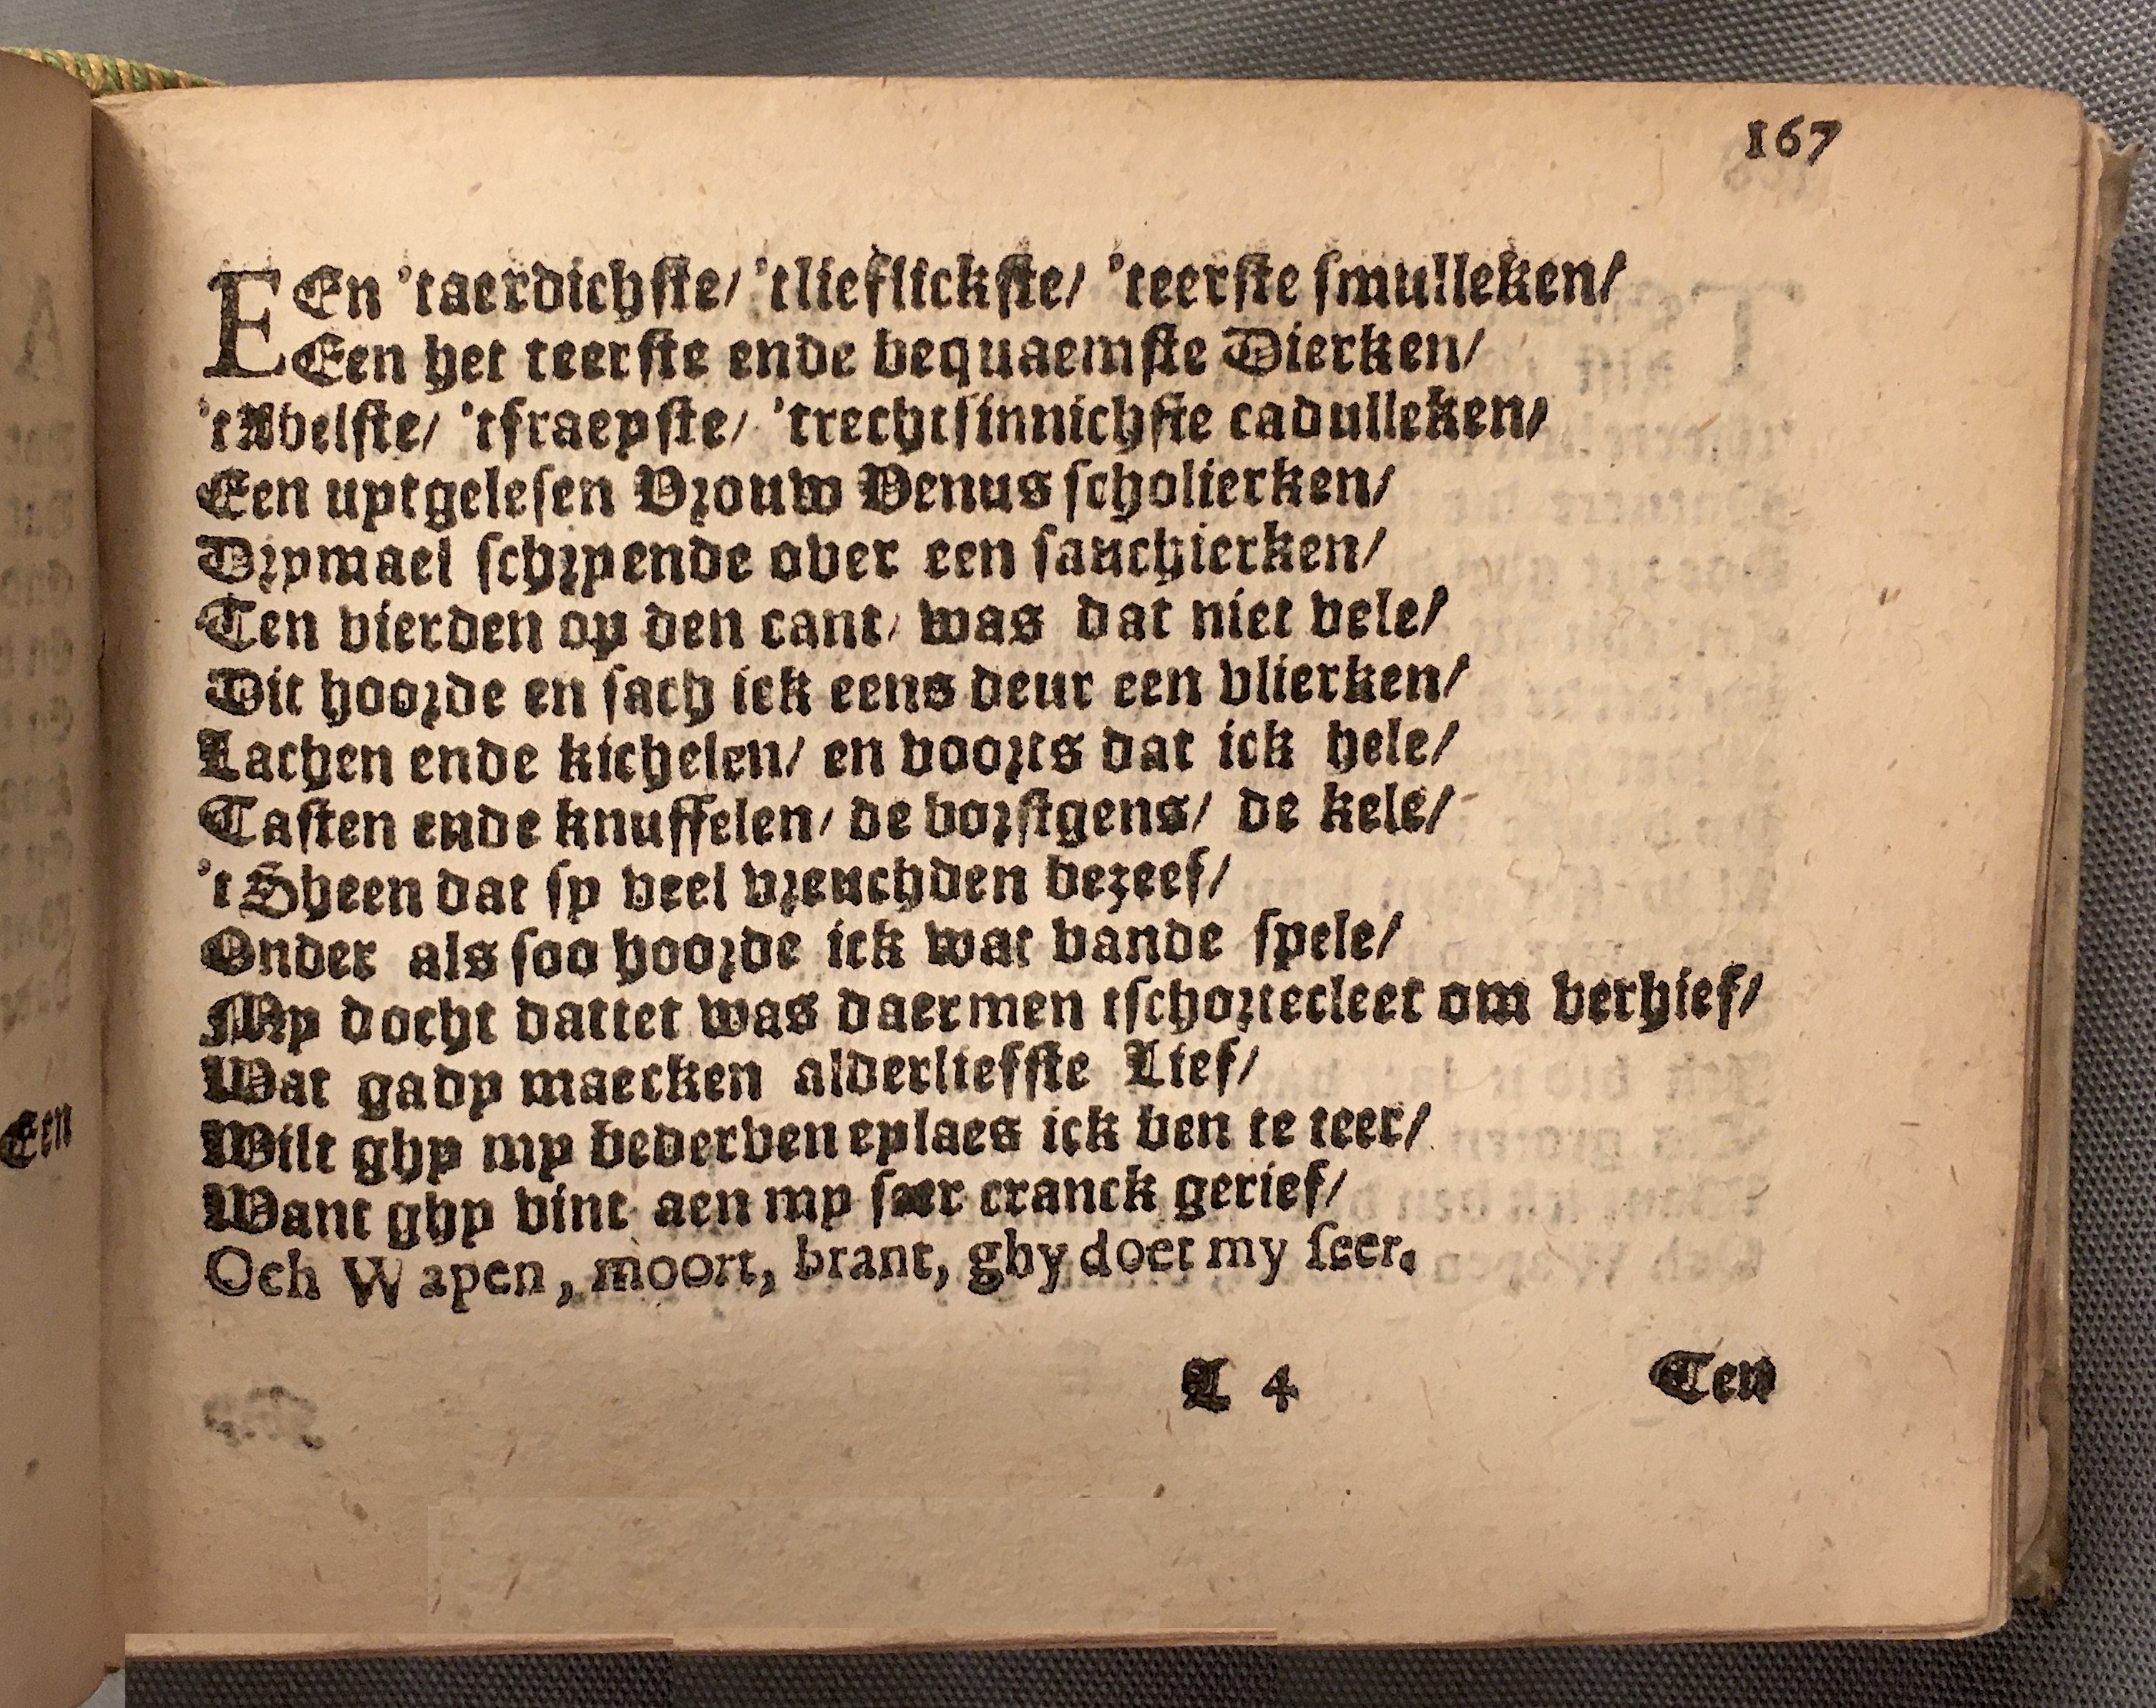 167
EEn 'taerdichſte/ 'tlieflickſte/ 'teerſte ſmulleken/
Een het teerſte ende bequaemſte Dierken/
'tAbelſte/ 'tfraeyſte/ 'trechtſinnichſte cadulleken/
Een uytgeleſen Vrouw Venus ſcholierken/
Drymael ſchryende over een ſauchierken/
Ten vierden op den cant/ was dat niet vele/
Dit hoorde en ſach ick eens deur een vlierken/
Lachen ende kichelen/ en voorts dat ick hele/
Taſten ende knuffelen/ de borſtgens/ de kele/
't Gheen dat ſy veel vreuchden bezeef/
Onder als ſoo hoorde ick wat vande ſpele/
My docht dattet was daermen tſchortecleet om verhief/
Wat gady maecken alderliefſte Lief/
Wilt ghy my bederven eylaes ick ben te teer/
Want ghy vint aen my ſeer cranck gerief/
Och Wapen, moort, brant, ghy doet my ſeer.
L 4
Ten
Een